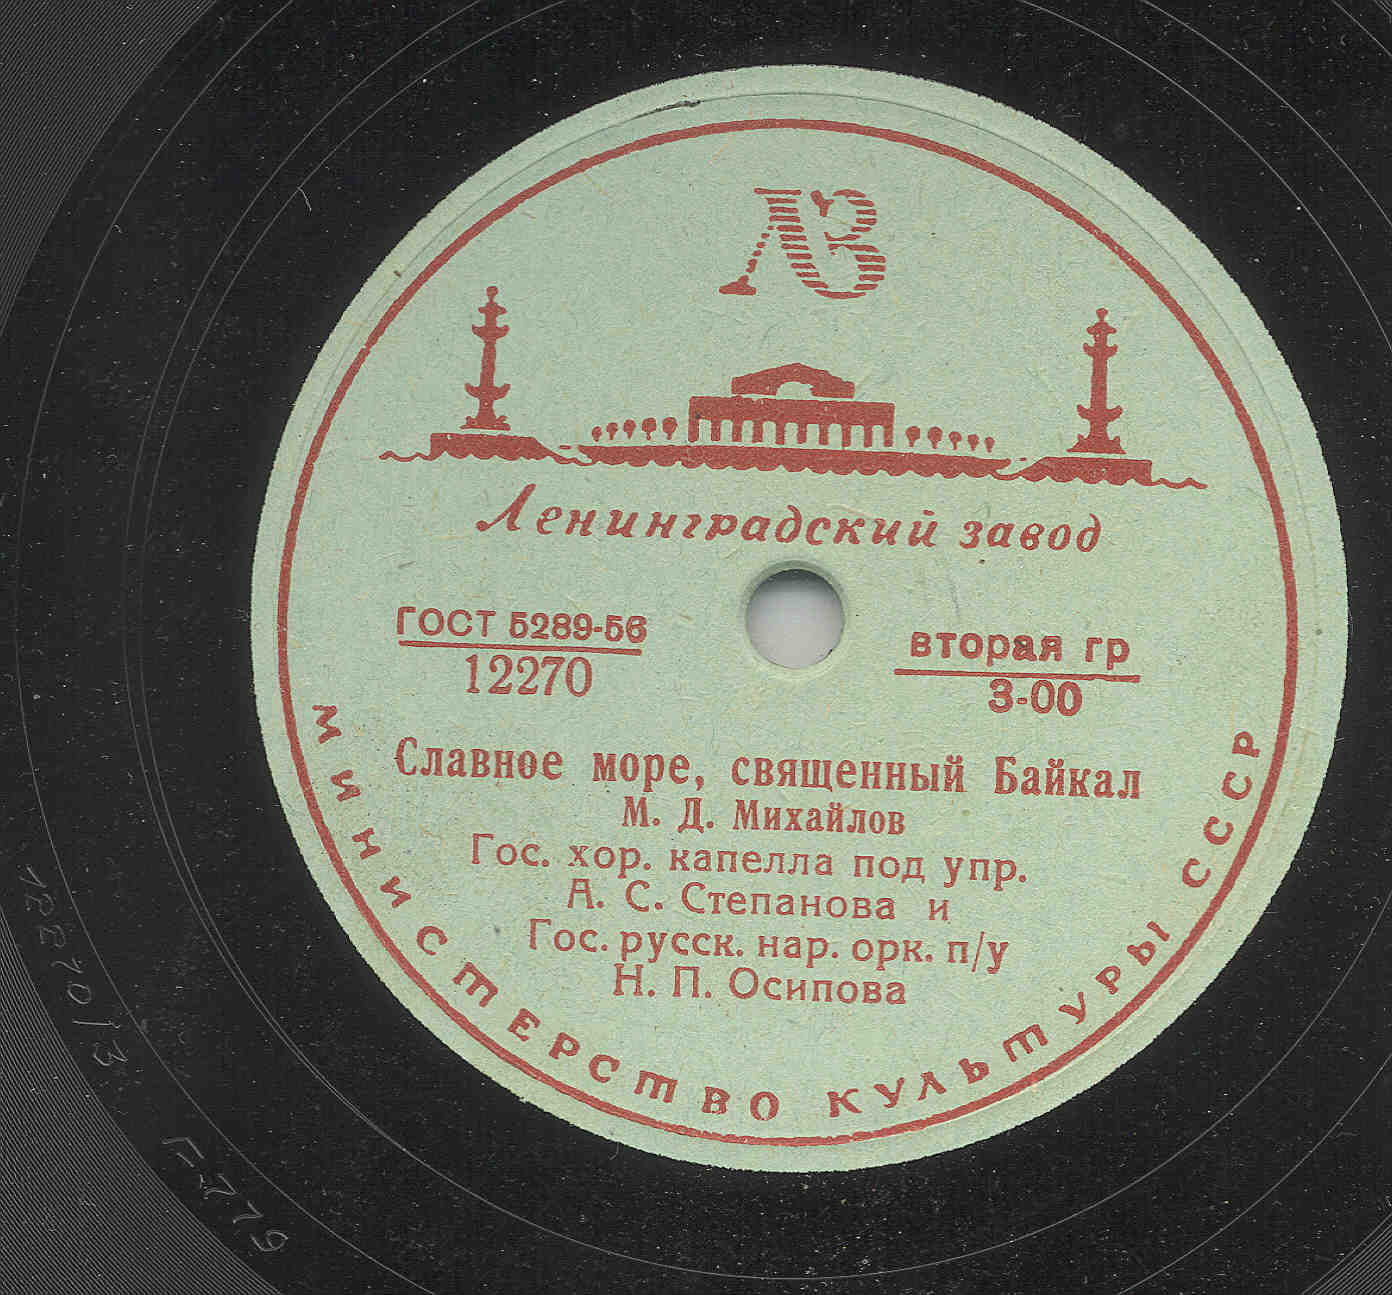 ЛЗ
Ленинградский завод
ГОСТ 5289-56
12270
вторая гр
3-00
Славное море, священный Байкал
М. Д. Михайлов
Гос. хор. капелла под упр.
А. С. Степанова и
Гос. русск. нар. орк. п/у
Н. П. Осипова
МИНИСТЕРСТВО КУЛЬТУРЫ СССР
12270/3